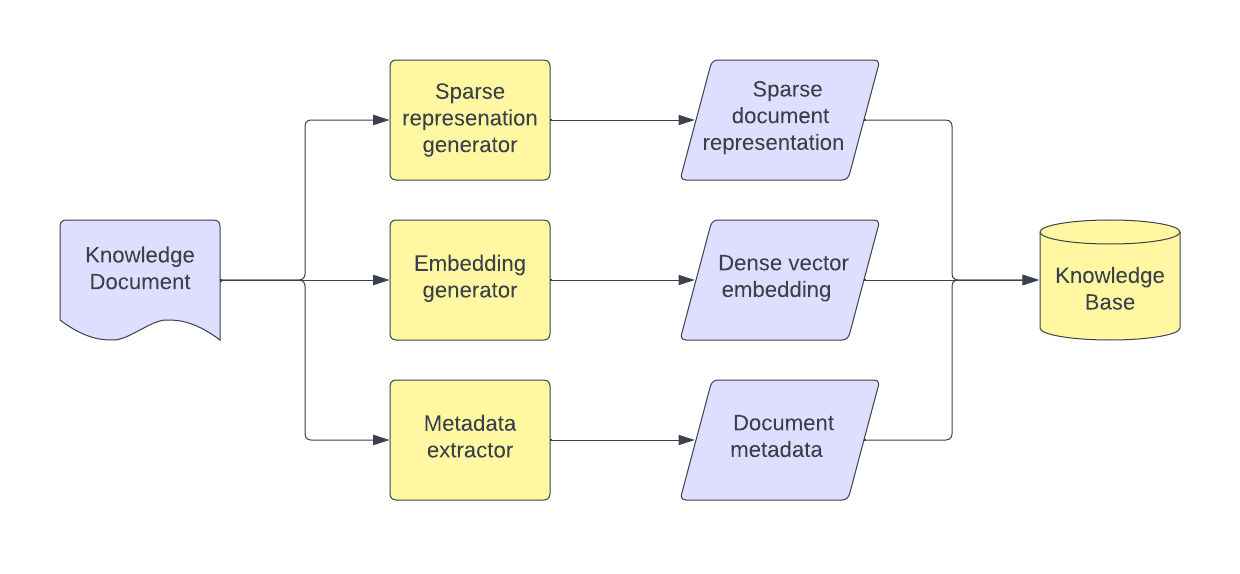 Sparse
represenation
generator
Sparse
document
representation
Knowledge
Document
Embedding
generator
Dense vector
embedding
Knowledge
Base
Metadata
extractor
Document
metadata